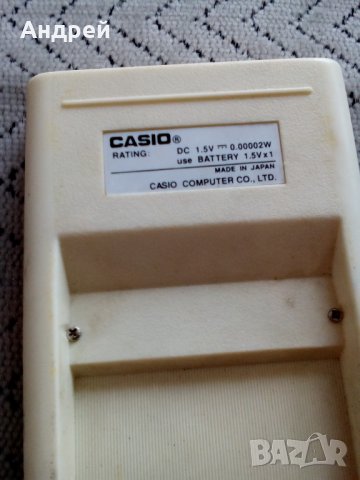 Андрей
CASIO®
RATING: DC 1.5V ⎓ 0.00002W
use BATTERY 1.5V x 1
MADE IN JAPAN
CASIO COMPUTER CO., LTD.
BAZAR
bg